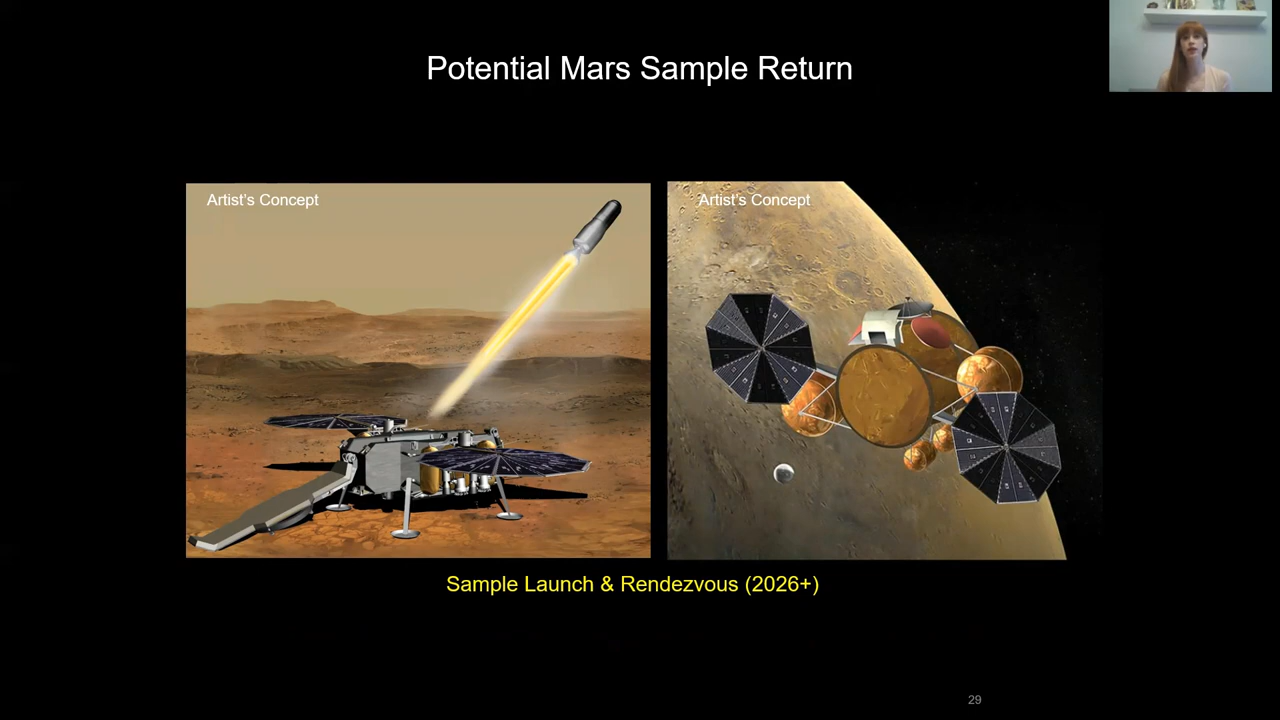 Potential Mars Sample Return
Artist's Concept
Artist's Concept
Sample Launch & Rendezvous (2026+)
29